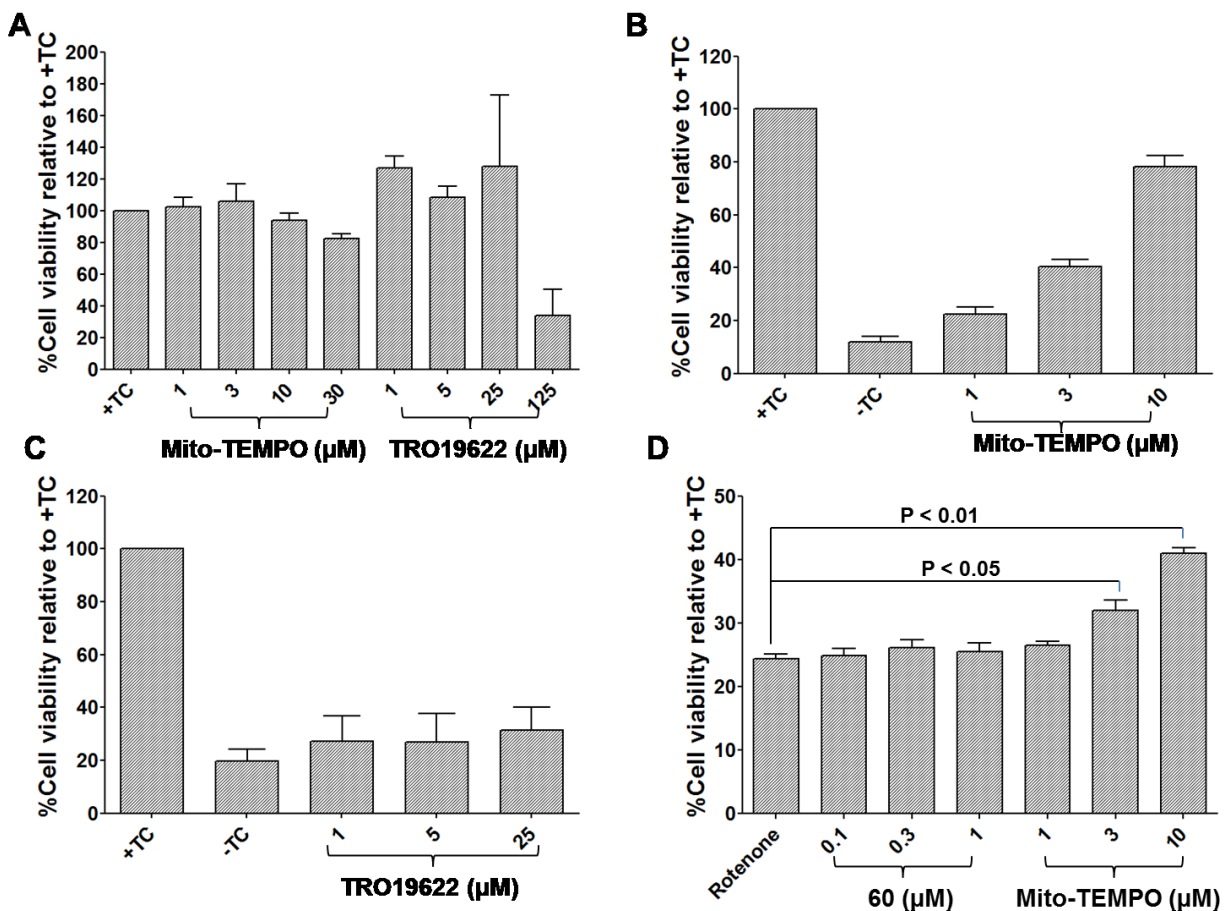 A
%Cell viability relative to +TC
200
180
160
140
120
100
80
60
40
20
0
+TC 1 3 10 30 1 5 25 125
Mito-TEMPO (µM) TRO19622 (µM)
B
%Cell viability relative to +TC
120
100
80
60
40
20
0
+TC -TC 1 3 10
Mito-TEMPO (µM)
C
%Cell viability relative to +TC
120
100
80
60
40
20
0
+TC -TC 1 5 25
TRO19622 (µM)
D
%Cell viability relative to +TC
50
40
30
20
10
0
P < 0.01
P < 0.05
Rotenone 0.1 0.3 1 1 3 10
60 (µM) Mito-TEMPO (µM)